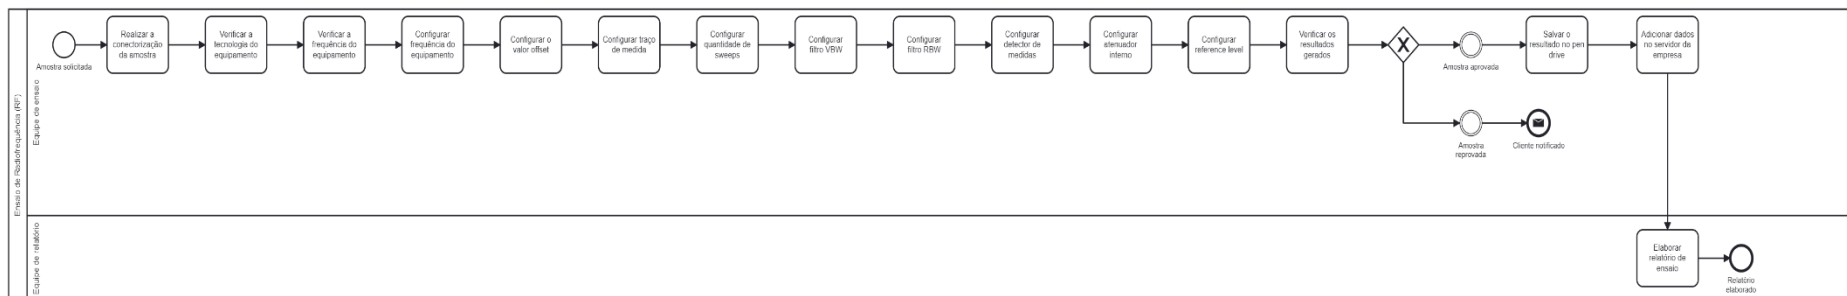 Ensaio de Radiofrequência (RF)
Equipe de ensaio
Amostra solicitada
Realizar a
conectorização
da amostra
Verificar a
tecnologia do
equipamento
Verificar a
frequência do
equipamento
Configurar
frequência do
equipamento
Configurar o
valor offset
Configurar traço
de medida
Configurar
quantidade de
sweeps
Configurar
filtro VBW
Configurar
filtro RBW
Configurar
detector de
medidas
Configurar
atenuador
interno
Configurar
reference level
Verificar os
resultados
gerados
X
Amostra aprovada
Salvar o
resultado no pen
drive
Adicionar dados
no servidor da
empresa
Amostra
reprovada
Cliente notificado
Equipe de relatório
Elaborar
relatório de
ensaio
Relatório
elaborado